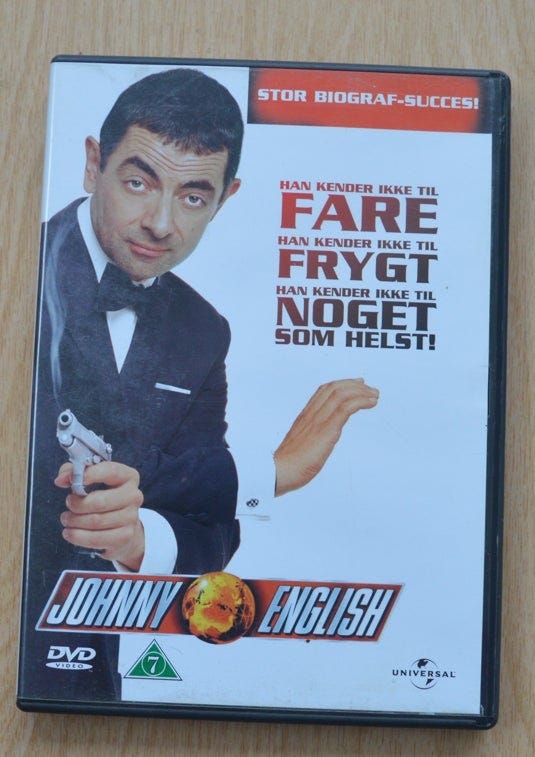 STOR BIOGRAF-SUCCES!
HAN KENDER IKKE TIL
FARE
HAN KENDER IKKE TIL
FRYGT
HAN KENDER IKKE TIL
NOGET
SOM HELST!
JOHNNY ENGLISH
DVD
VIDEO
7
UNIVERSAL